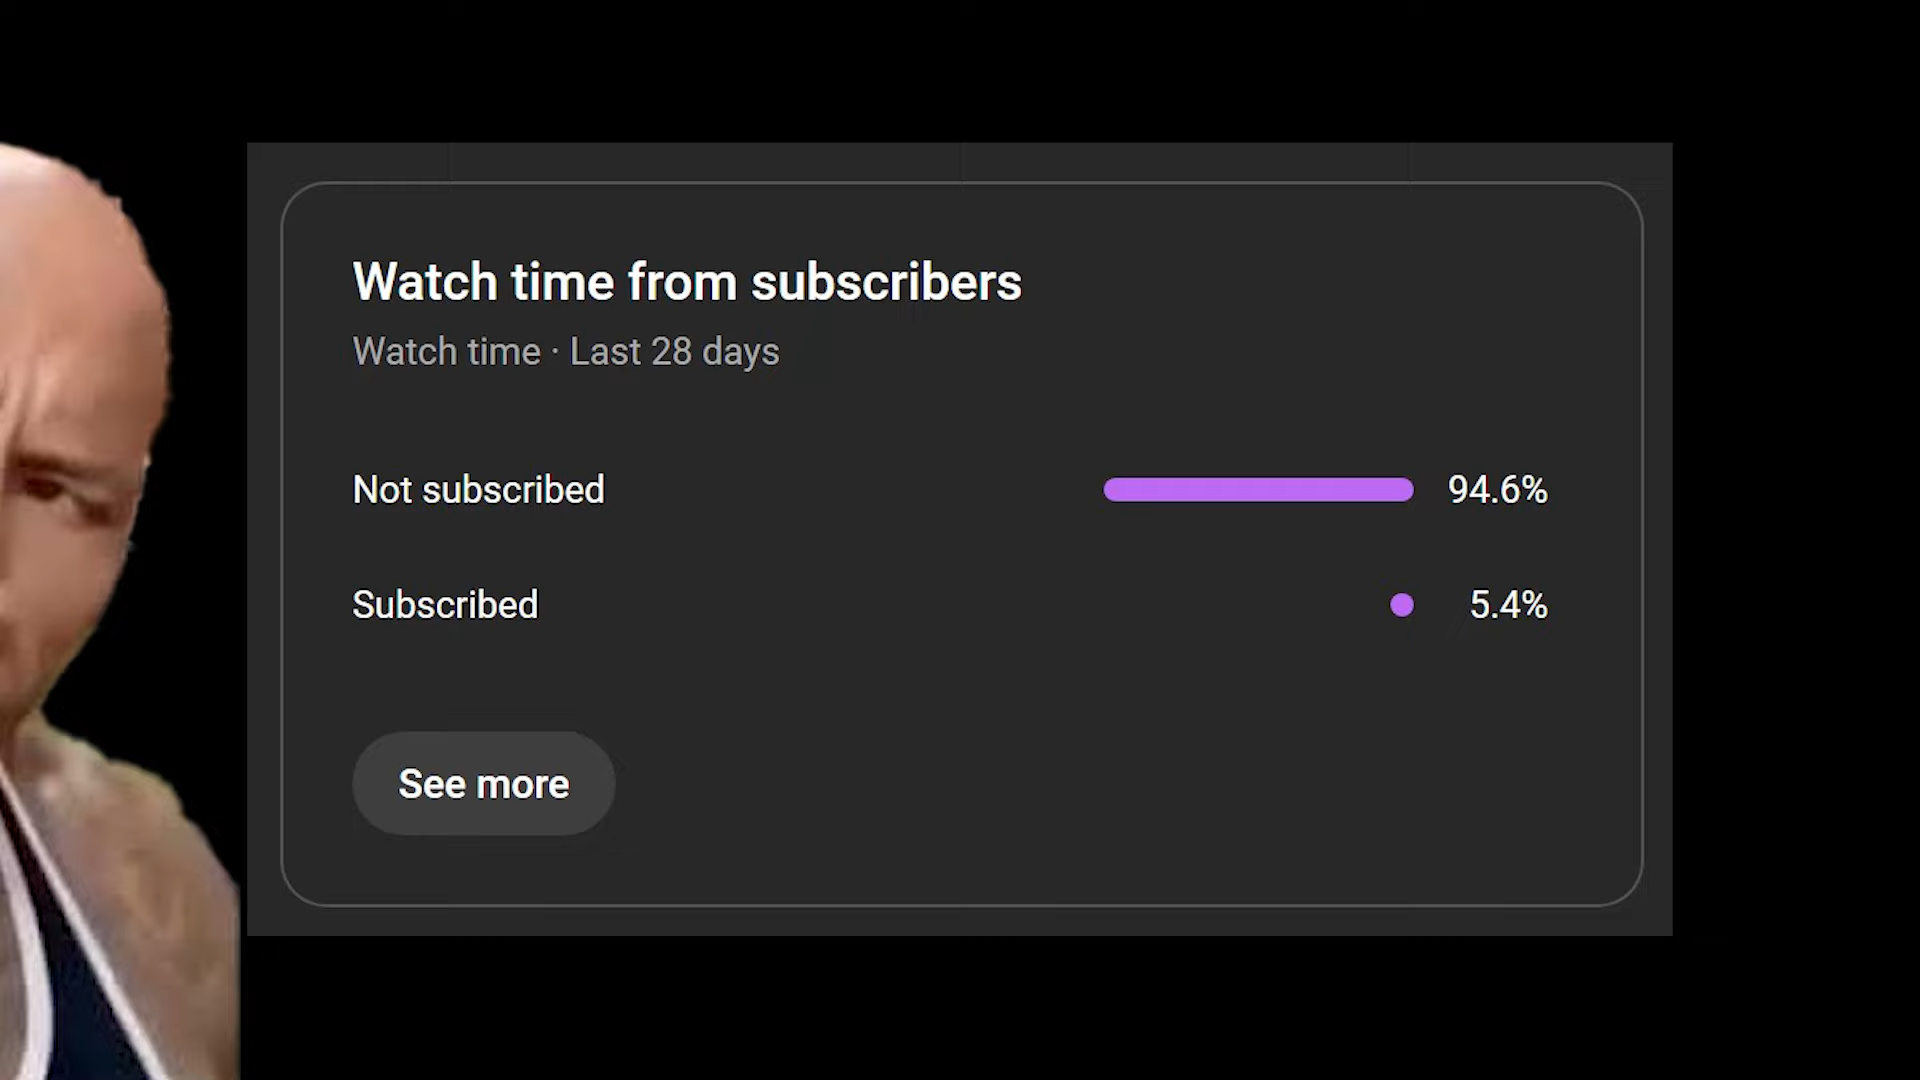 Watch time from subscribers
Watch time · Last 28 days
Not subscribed 94.6%
Subscribed 5.4%
See more